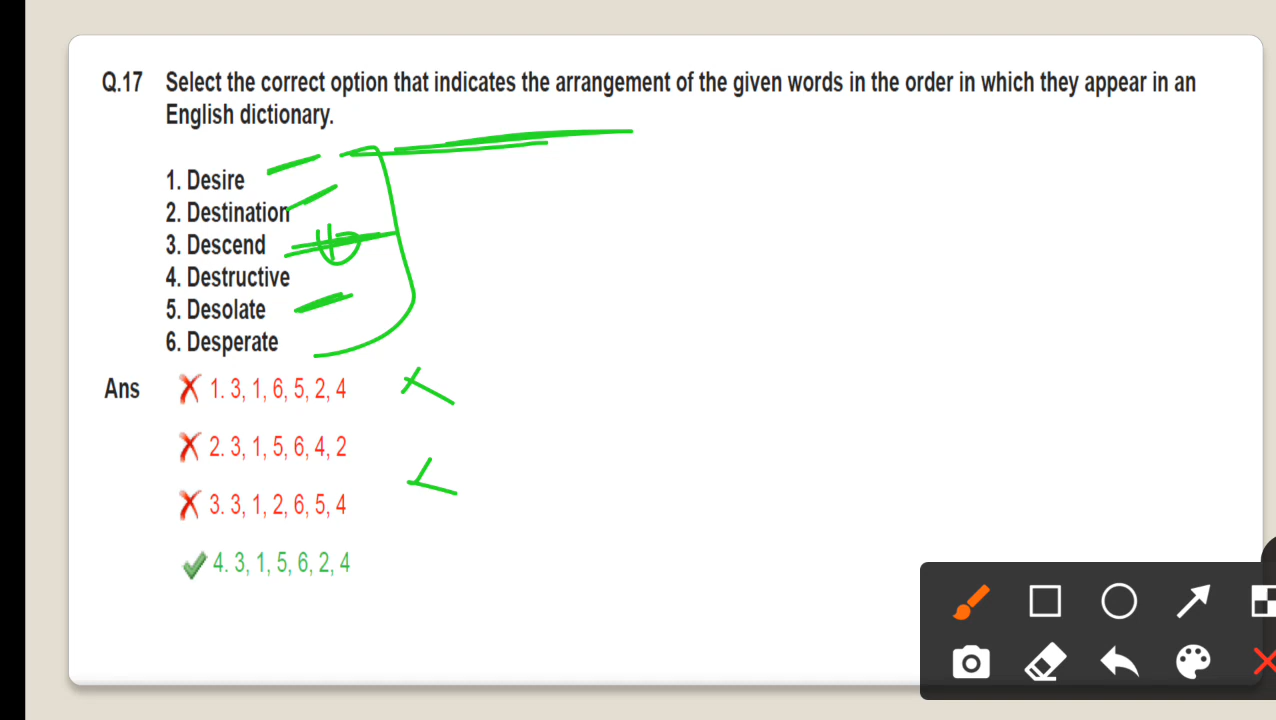 Q.17 Select the correct option that indicates the arrangement of the given words in the order in which they appear in an
English dictionary.
1. Desire
2. Destination
3. Descend
4. Destructive
5. Desolate
6. Desperate
Ans 1. 3, 1, 6, 5, 2, 4
2. 3, 1, 5, 6, 4, 2
3. 3, 1, 2, 6, 5, 4
4. 3, 1, 5, 6, 2, 4